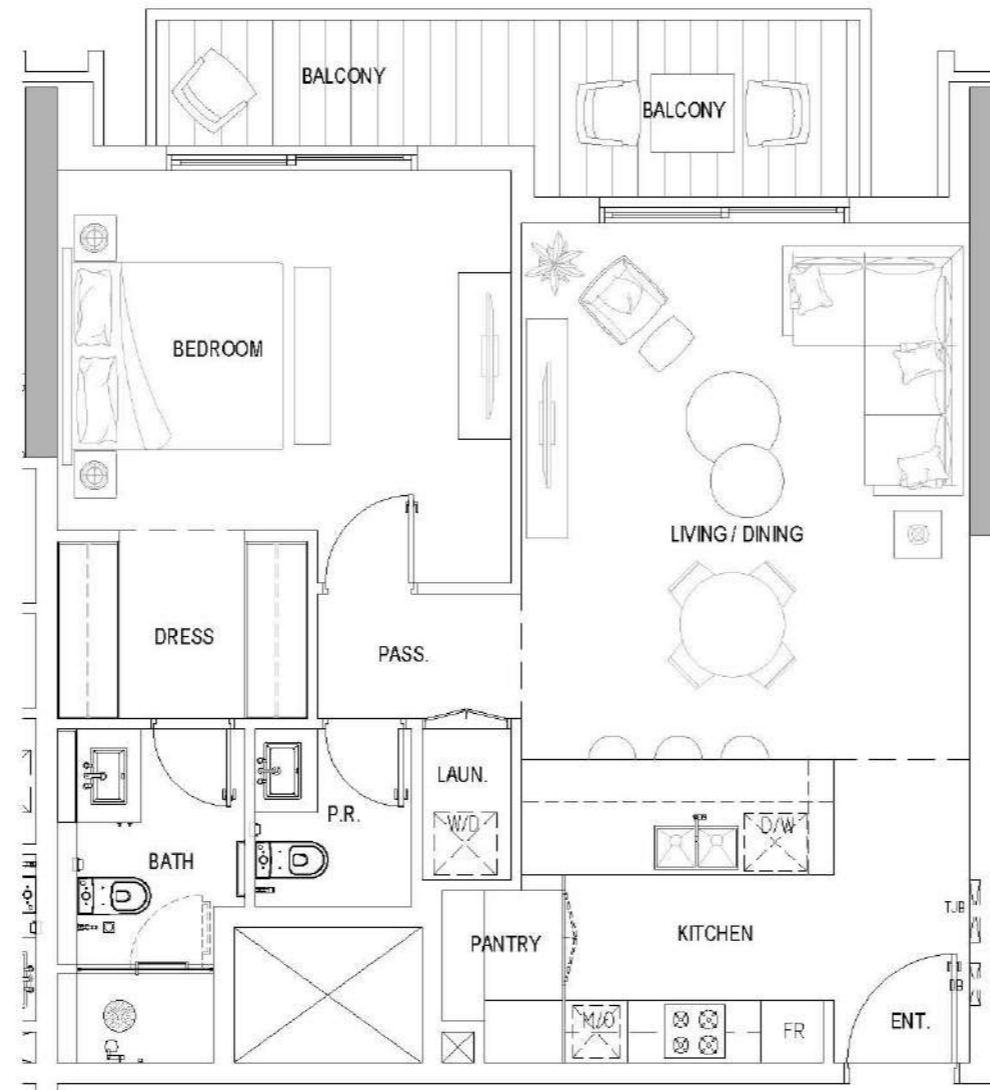 BALCONY
BALCONY
BEDROOM
LIVING / DINING
DRESS
PASS.
LAUN.
P.R.
W/D
D/W
BATH
TJB
PANTRY
KITCHEN
DB
M/O
FR
ENT.